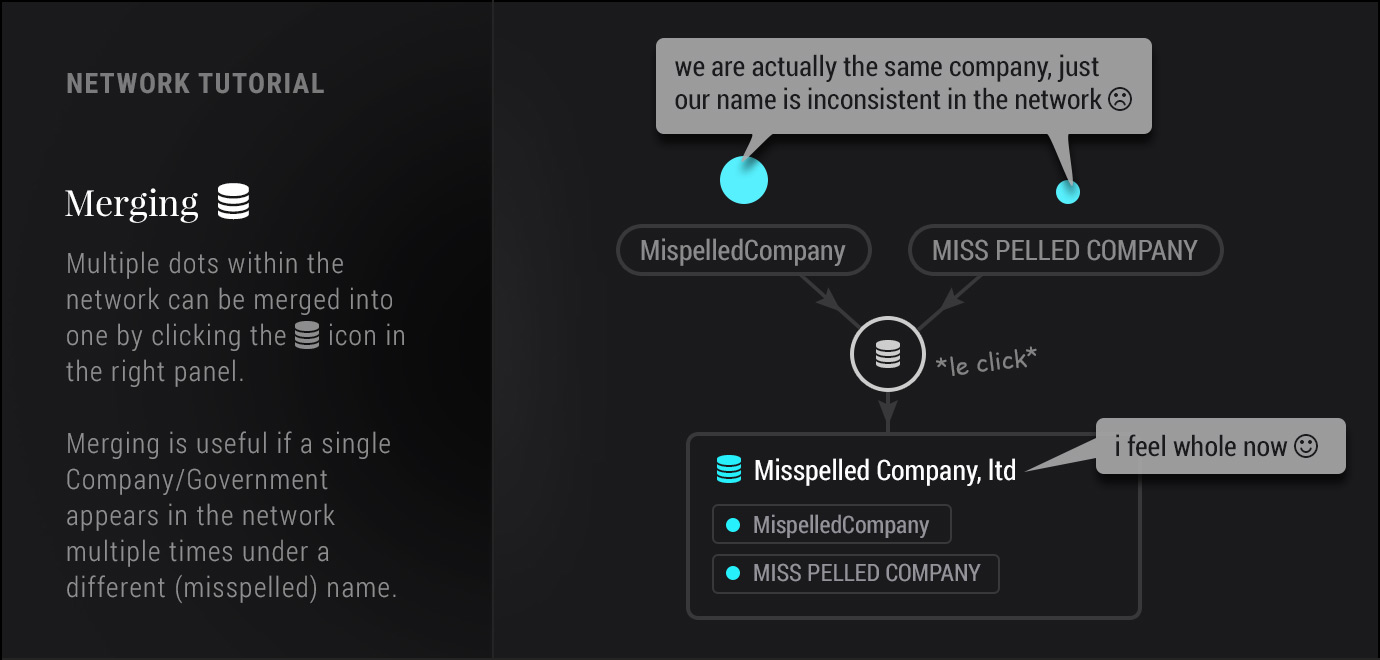 NETWORK TUTORIAL
Merging
Multiple dots within the
network can be merged into
one by clicking the icon in
the right panel.
Merging is useful if a single
Company/Government
appears in the network
multiple times under a
different (misspelled) name.
we are actually the same company, just
our name is inconsistent in the network ☹
MispelledCompany
MISS PELLED COMPANY
*le click*
Misspelled Company, ltd
i feel whole now ☺
MispelledCompany
MISS PELLED COMPANY